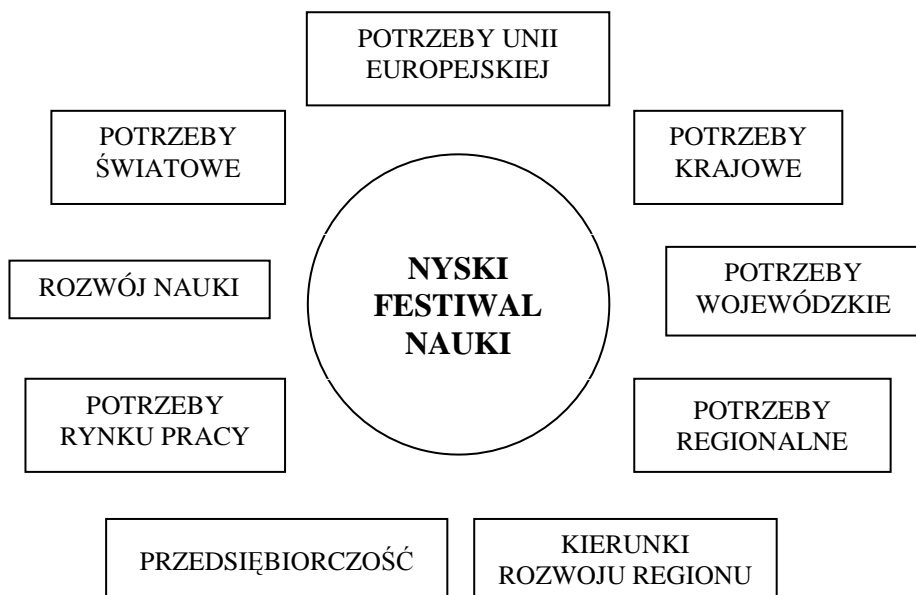 POTRZEBY UNII
EUROPEJSKIEJ
POTRZEBY
ŚWIATOWE
POTRZEBY
KRAJOWE
NYSKI
FESTIWAL
NAUKI
ROZWÓJ NAUKI
POTRZEBY
WOJEWÓDZKIE
POTRZEBY
RYNKU PRACY
POTRZEBY
REGIONALNE
PRZEDSIĘBIORCZOŚĆ
KIERUNKI
ROZWOJU REGIONU